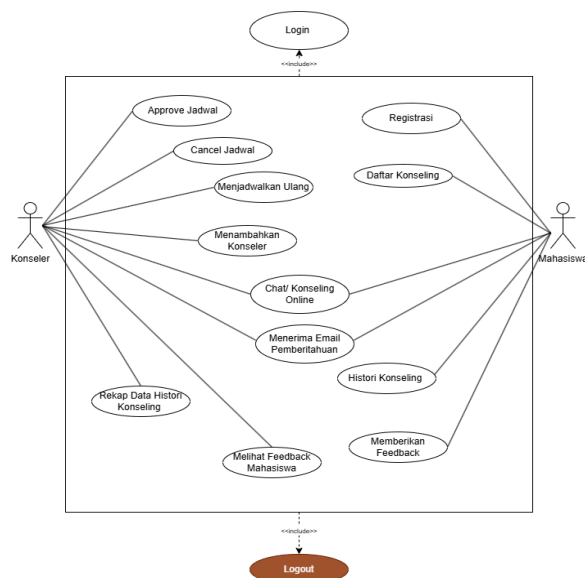 Login
<<include>>
Approve Jadwal
Registrasi
Cancel Jadwal
Daftar Konseling
Menjadwalkan Ulang
Menambahkan
Konseler
Konseler
Mahasiswa
Chat/ Konseling
Online
Menerima Email
Pemberitahuan
Histori Konseling
Rekap Data Histori
Konseling
Memberikan
Feedback
Melihat Feedback
Mahasiswa
<<include>>
Logout